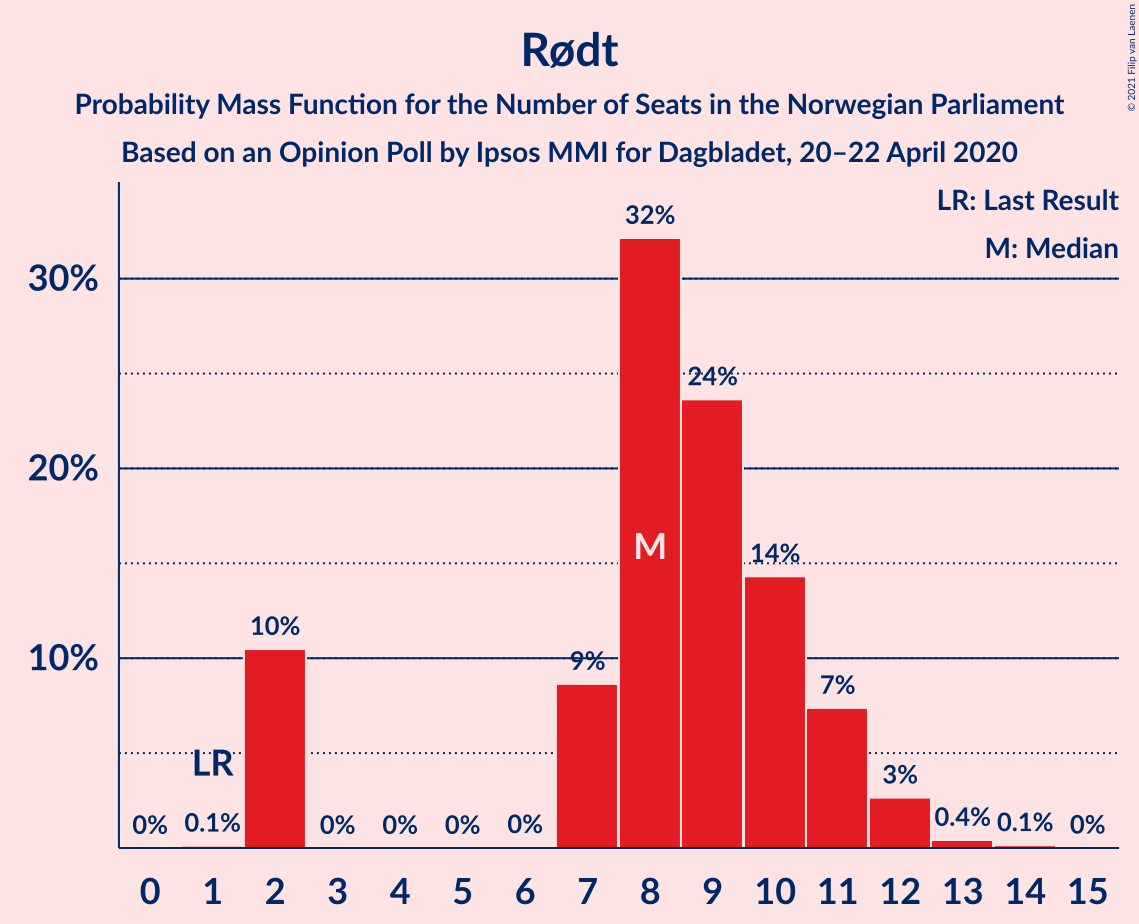 Rødt
Probability Mass Function for the Number of Seats in the Norwegian Parliament
Based on an Opinion Poll by Ipsos MMI for Dagbladet, 20–22 April 2020
© 2021 Filip van Laenen
LR: Last Result
M: Median
30%
20%
10%
0%
0.1%
10%
0%
0%
0%
0%
9%
32%
24%
14%
7%
3%
0.4%
0.1%
0%
LR
M
0 1 2 3 4 5 6 7 8 9 10 11 12 13 14 15